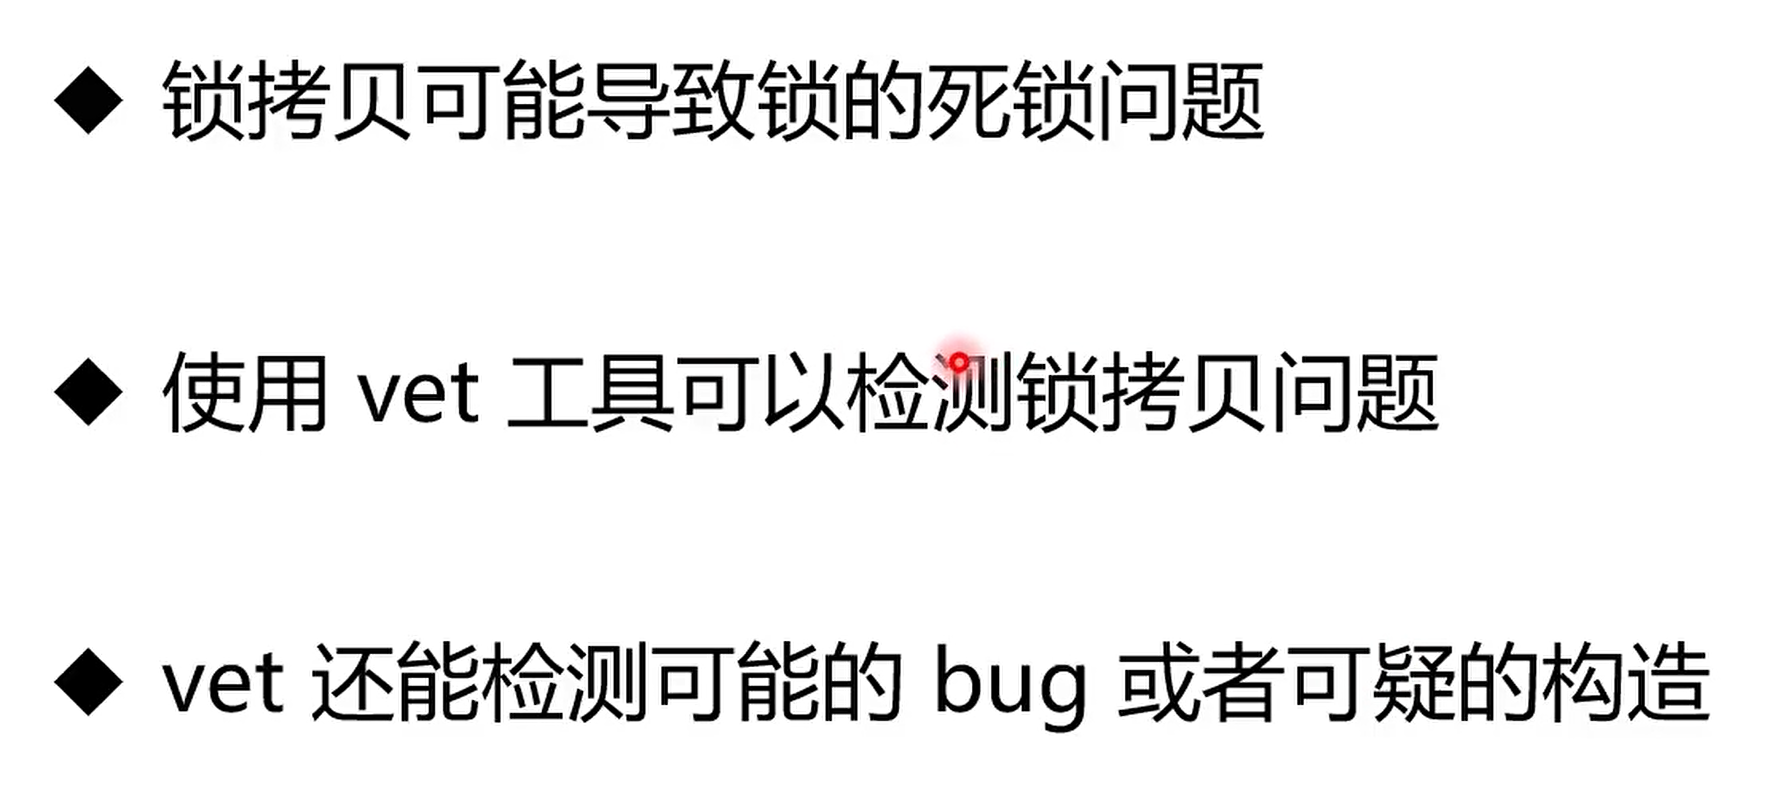 ◆ 锁拷贝可能导致锁的死锁问题
◆ 使用 vet 工具可以检测锁拷贝问题
◆ vet 还能检测可能的 bug 或者可疑的构造